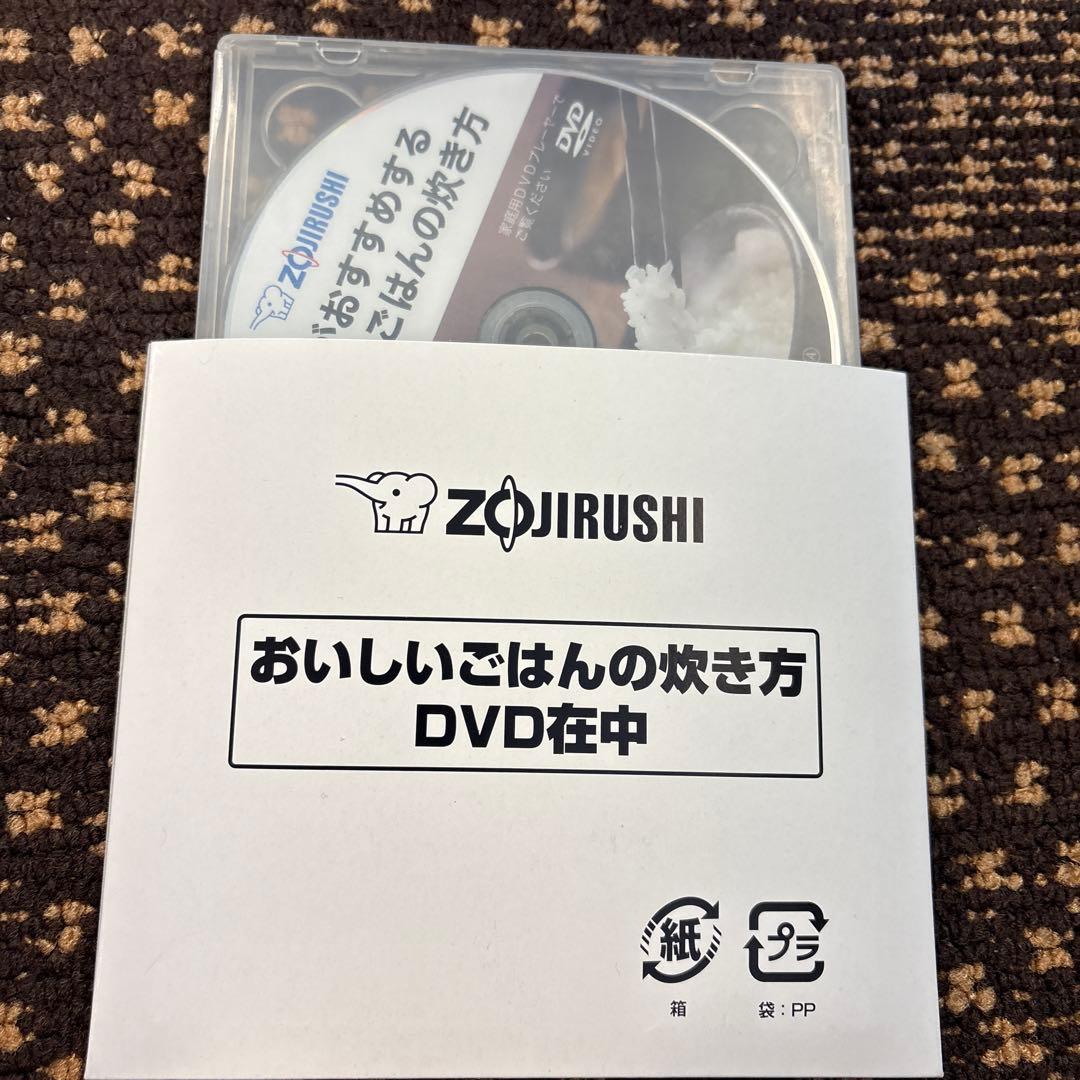 ZOJIRUSHI
がおすすめする
ごはんの炊き方
家庭用DVDプレーヤーで
ご覧ください
DVD
VIDEO
ZOJIRUSHI
おいしいごはんの炊き方
DVD在中
紙
プラ
箱
袋：PP